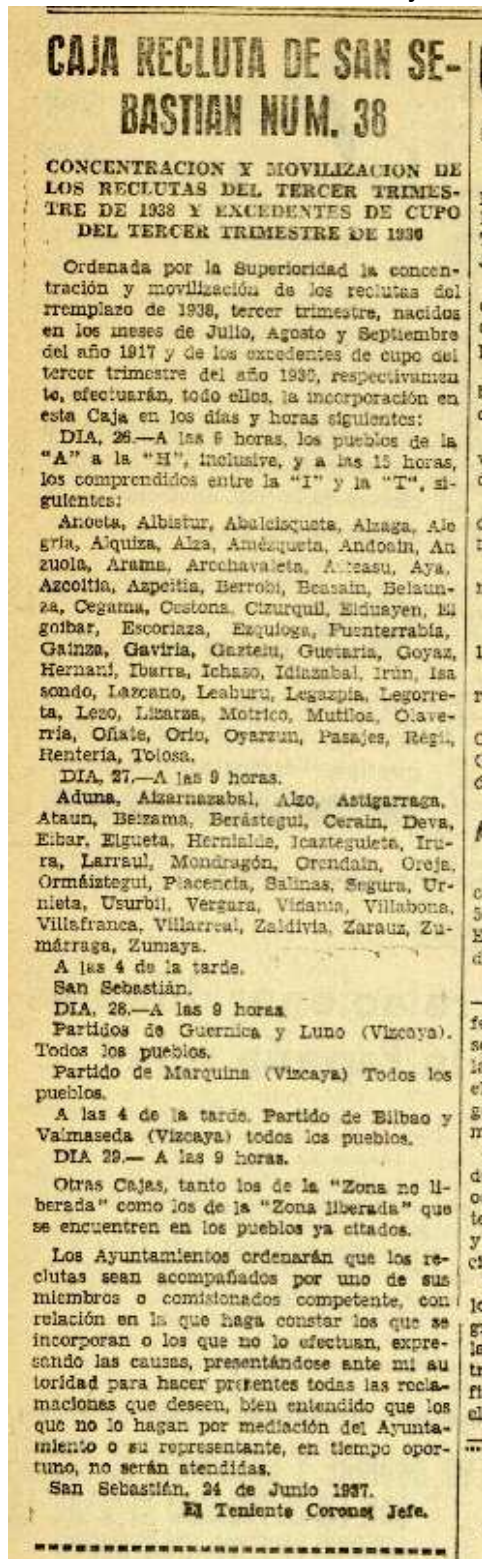 CAJA RECLUTA DE SAN SE-
BASTIAN NUM. 38
CONCENTRACION Y MOVILIZACION DE
LOS RECLUTAS DEL TERCER TRIMES-
TRE DE 1938 Y EXCEDENTES DE CUPO
DEL TERCER TRIMESTRE DE 1936
Ordenada por la Superioridad la concen-
tración y movilización de los reclutas del
rremplazo de 1938, tercer trimestre, nacidos
en los meses de Julio, Agosto y Septiembre
del año 1917 y de los excedentes de cupo del
tercer trimestre del año 1936, respectivamen
te, efectuarán, todo ellos, la incorporación en
esta Caja en los días y horas siguientes:
DIA, 26.—A las 9 horas, los pueblos de la
"A" a la "H", inclusive, y a las 15 horas,
los comprendidos entre la "I" y la "T", si-
guientes:
Anoeta, Albistur, Abalcisqueta, Alzaga, Ale
gria, Alquiza, Alza, Amézqueta, Andoain, An
zuola, Arama, Arechavaleta, Asteasu, Aya,
Azcoitia, Azpeitia, Berrobi, Beasain, Belaun-
za, Cegama, Cestona, Cizurquil, Elduayen, El
goibar, Escoriaza, Ezquioga, Fuenterrabía,
Gainza, Gaviria, Gaztelu, Guetaria, Goyaz,
Hernani, Ibarra, Ichaso, Idiazabal, Irún, Isa
sondo, Lazcano, Leaburu, Legazpia, Legorre-
ta, Lezo, Lizarza, Motrico, Mutiloa, Olave-
rría, Oñate, Orio, Oyarzun, Pasajes, Régil,
Rentería, Tolosa.
DIA, 27.—A las 9 horas.
Aduna, Aizarnazabal, Alzo, Astigarraga,
Ataun, Beizama, Berástegui, Cerain, Deva,
Eibar, Elgueta, Hernialde, Icazteguieta, Iru-
ra, Larraul, Mondragón, Orendain, Oreja,
Ormáiztegui, Placencia, Salinas, Segura, Ur-
nieta, Usurbil, Vergara, Vidania, Villabona,
Villafranca, Villarreal, Zaldivia, Zarauz, Zu-
márraga, Zumaya.
A las 4 de la tarde.
San Sebastián.
DIA, 28.—A las 9 horas.
Partidos de Guernica y Luno (Vizcaya).
Todos los pueblos.
Partido de Marquina (Vizcaya) Todos los
pueblos.
A las 4 de la tarde. Partido de Bilbao y
Valmaseda (Vizcaya) todos los pueblos.
DIA 29.— A las 9 horas.
Otras Cajas, tanto los de la "Zona no li-
berada" como los de la "Zona liberada" que
se encuentren en los pueblos ya citados.
Los Ayuntamientos ordenarán que los re-
clutas sean acompañados por uno de sus
miembros o comisionados competente, con
relación en la que haga constar los que se
incorporan o los que no lo efectuan, expre-
sando las causas, presentándose ante mi au
toridad para hacer presentes todas las recla-
maciones que deseen, bien entendido que los
que no lo hagan por mediación del Ayunta-
miento o su representante, en tiempo opor-
tuno, no serán atendidas.
San Sebastián, 24 de Junio 1937.
El Teniente Coronel Jefe.